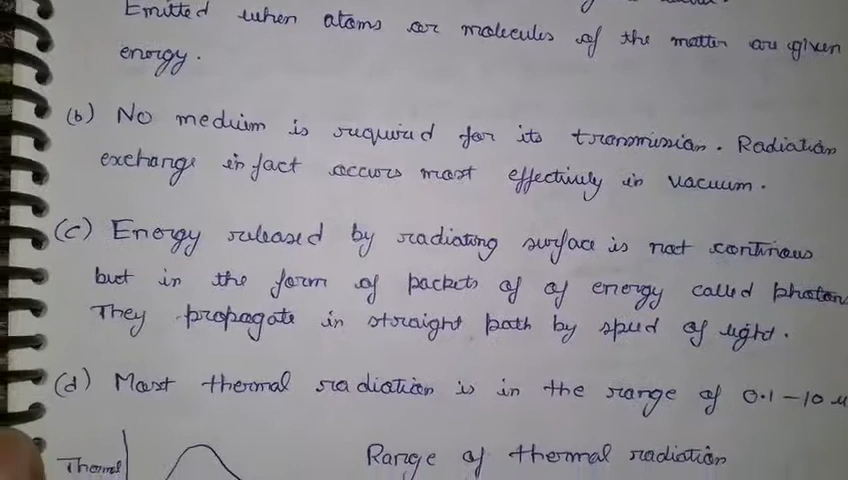 Emitted when atoms or molecules of the matter are given
energy.
(b) No medium is required for its transmission. Radiation
exchange in fact occurs most effectively in vacuum.
(c) Energy released by radiating surface is not continous
but in the form of packets of of energy called photon
They propagate in straight path by speed of light.
(d) Most thermal radiation is in the range of 0.1-10 μ
Thermal
Range of thermal radiation